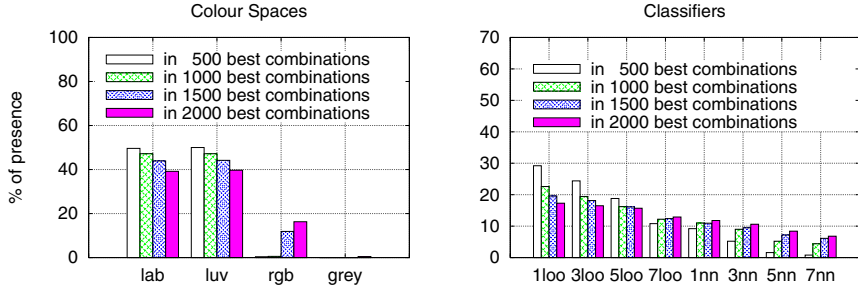 Colour Spaces
% of presence
100
80
60
40
20
0
in 500 best combinations
in 1000 best combinations
in 1500 best combinations
in 2000 best combinations
lab luv rgb grey
Classifiers
70
60
50
40
30
20
10
0
in 500 best combinations
in 1000 best combinations
in 1500 best combinations
in 2000 best combinations
1loo 3loo 5loo 7loo 1nn 3nn 5nn 7nn